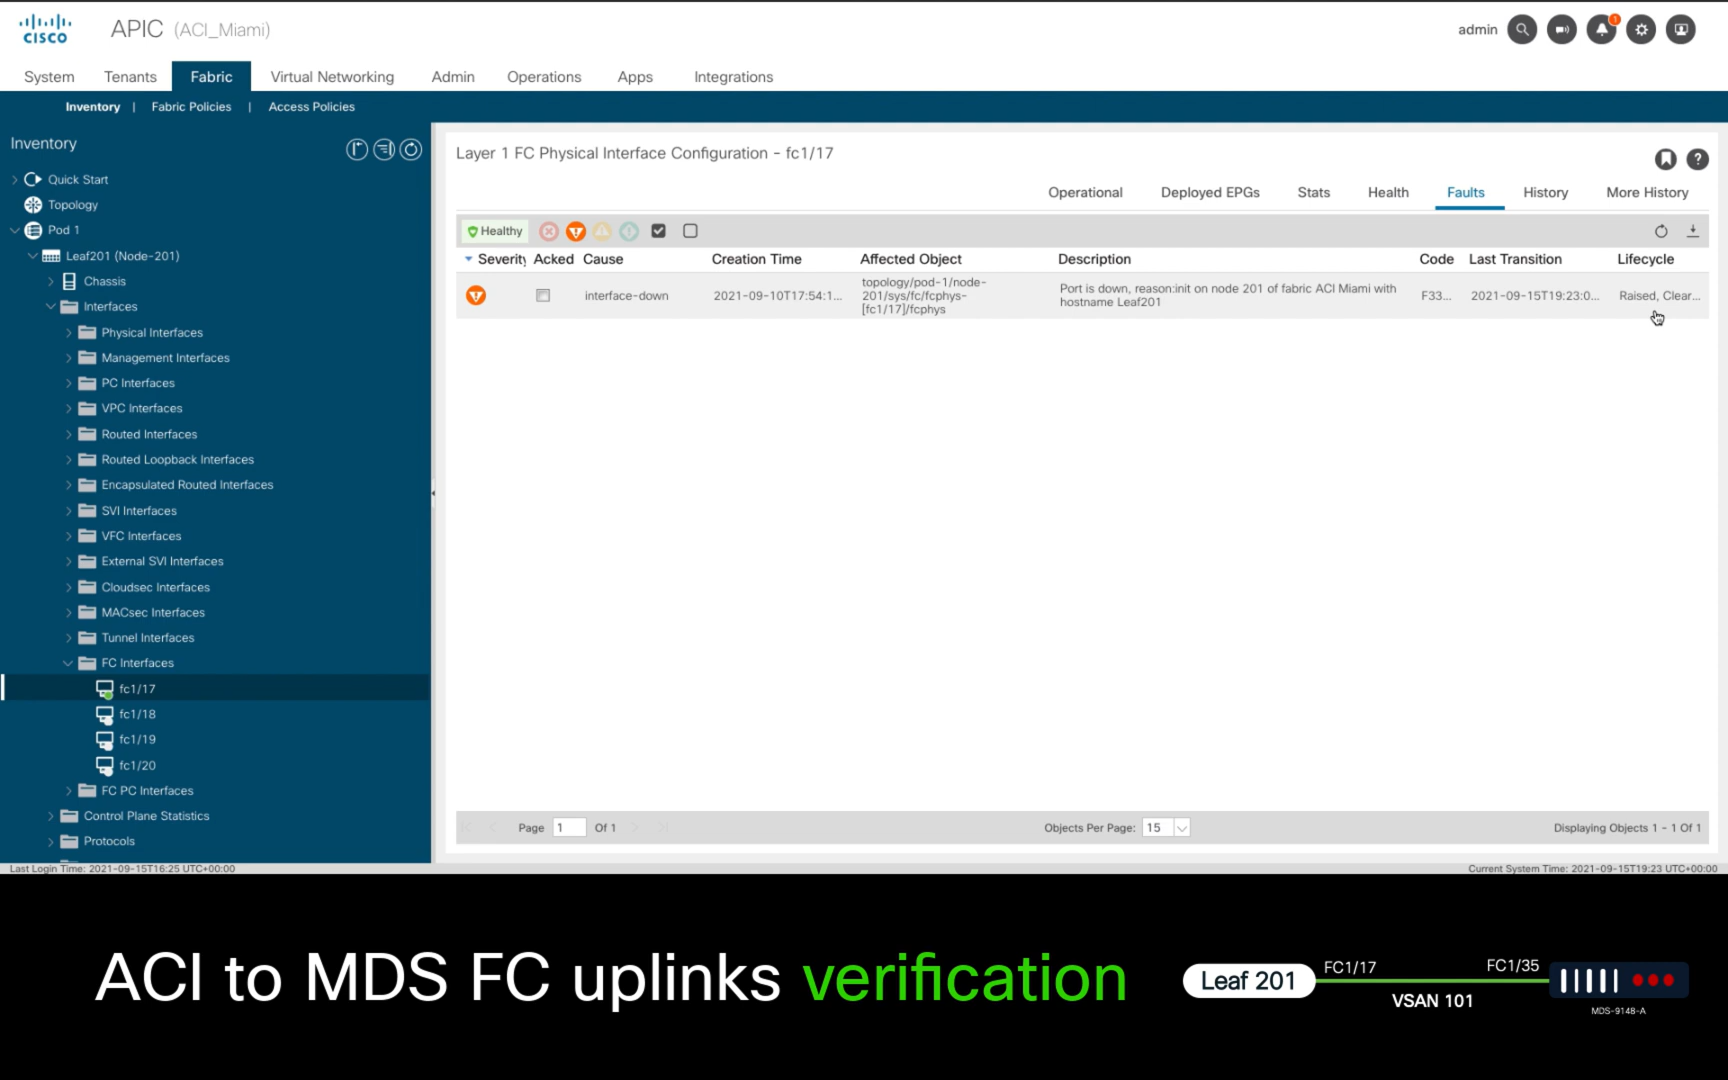 CISCO
APIC (ACI_Miami)
admin
1
System Tenants Fabric Virtual Networking Admin Operations Apps Integrations
Inventory | Fabric Policies | Access Policies
Inventory
Quick Start
Topology
Pod 1
Leaf201 (Node-201)
Chassis
Interfaces
Physical Interfaces
Management Interfaces
PC Interfaces
VPC Interfaces
Routed Interfaces
Routed Loopback Interfaces
Encapsulated Routed Interfaces
SVI Interfaces
VFC Interfaces
External SVI Interfaces
Cloudsec Interfaces
MACsec Interfaces
Tunnel Interfaces
FC Interfaces
fc1/17
fc1/18
fc1/19
fc1/20
FC PC Interfaces
Control Plane Statistics
Protocols
Layer 1 FC Physical Interface Configuration - fc1/17
Operational Deployed EPGs Stats Health Faults History More History
Healthy
Severity Acked Cause Creation Time Affected Object Description Code Last Transition Lifecycle
interface-down 2021-09-10T17:54:1...
topology/pod-1/node-
201/sys/fc/fcphys-
[fc1/17]/fcphys
Port is down, reason:init on node 201 of fabric ACI Miami with
hostname Leaf201
F33... 2021-09-15T19:23:0... Raised, Clear...
Page 1 Of 1 Objects Per Page: 15 Displaying Objects 1 - 1 Of 1
Last Login Time: 2021-09-15T16:25 UTC+00:00 Current System Time: 2021-09-15T19:23 UTC+00:00
ACI to MDS FC uplinks verification
Leaf 201 FC1/17 FC1/35
VSAN 101
MDS-9148-A